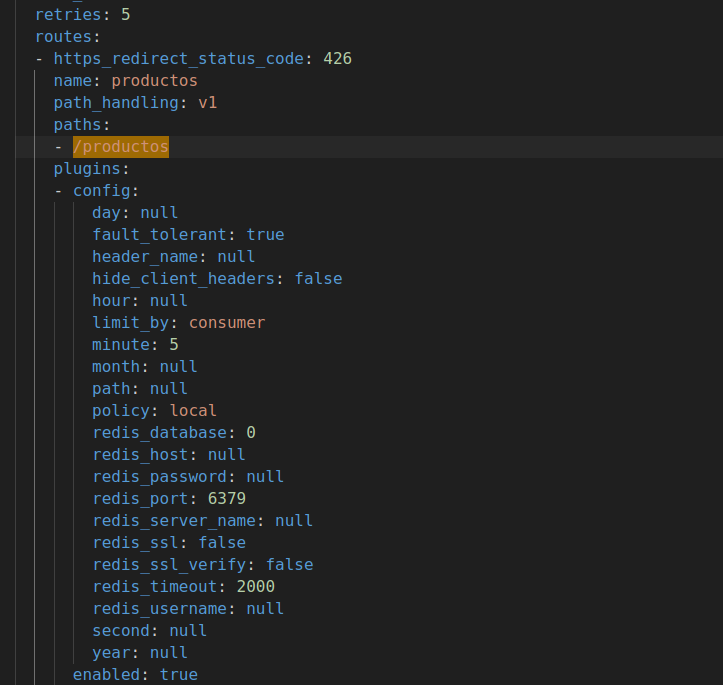 retries: 5
routes:
- https_redirect_status_code: 426
name: productos
path_handling: v1
paths:
- /productos
plugins:
- config:
day: null
fault_tolerant: true
header_name: null
hide_client_headers: false
hour: null
limit_by: consumer
minute: 5
month: null
path: null
policy: local
redis_database: 0
redis_host: null
redis_password: null
redis_port: 6379
redis_server_name: null
redis_ssl: false
redis_ssl_verify: false
redis_timeout: 2000
redis_username: null
second: null
year: null
enabled: true